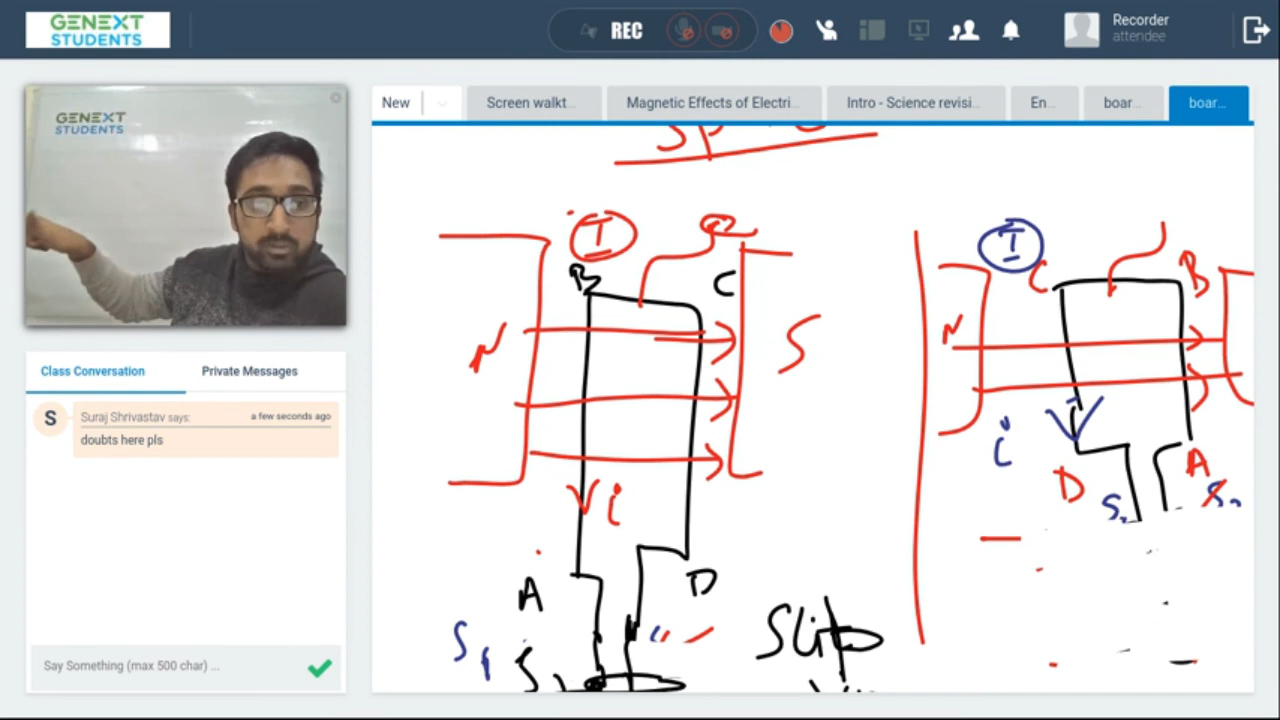 GENEXT
STUDENTS
REC
Recorder
attendee
New
Screen walkt...
Magnetic Effects of Electri...
Intro - Science revisi...
En...
boar...
boar...
GENEXT
STUDENTS
Class Conversation
Private Messages
S
Suraj Shrivastav says:
a few seconds ago
doubts here pls
Say Something (max 500 char) ...
I
B
C
N
S
i
A
D
S1
Slip
I
C
B
N
i
D
A